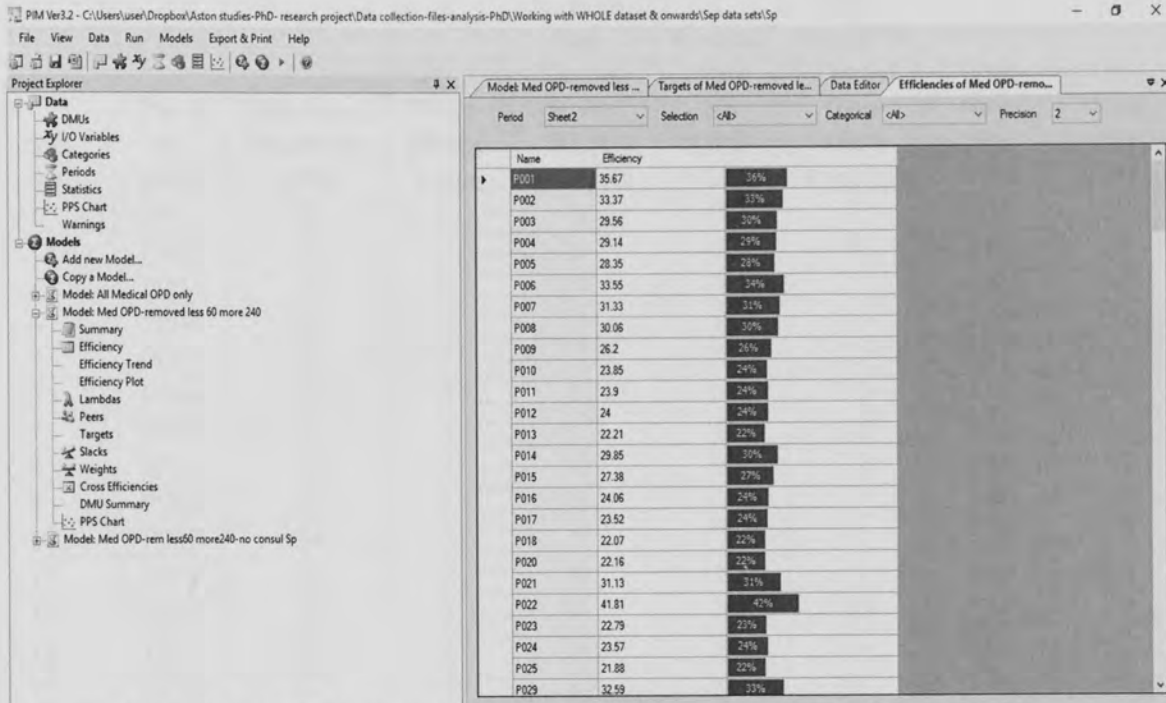 PIM Ver3.2 - C:\Users\user\Dropbox\Aston studies-PhD- research project\Data collection-files-analysis-PhD\Working with WHOLE dataset & onwards\Sep data sets\Sp
File View Data Run Models Export & Print Help
Project Explorer
Data
DMUs
I/O Variables
Categories
Periods
Statistics
PPS Chart
Warnings
Models
Add new Model...
Copy a Model...
Model: All Medical OPD only
Model: Med OPD-removed less 60 more 240
Summary
Efficiency
Efficiency Trend
Efficiency Plot
Lambdas
Peers
Targets
Slacks
Weights
Cross Efficiencies
DMU Summary
PPS Chart
Model: Med OPD-rem less60 more240-no consul Sp
Model: Med OPD-removed less ... Targets of Med OPD-removed le... Data Editor Efficiencies of Med OPD-remo...
Period Sheet2 Selection <All> Categorical <All> Precision 2
Name Efficiency
P001 35.67 36%
P002 33.37 33%
P003 29.56 30%
P004 29.14 29%
P005 28.35 28%
P006 33.55 34%
P007 31.33 31%
P008 30.06 30%
P009 26.2 26%
P010 23.85 24%
P011 23.9 24%
P012 24 24%
P013 22.21 22%
P014 29.85 30%
P015 27.38 27%
P016 24.06 24%
P017 23.52 24%
P018 22.07 22%
P020 22.16 22%
P021 31.13 31%
P022 41.81 42%
P023 22.79 23%
P024 23.57 24%
P025 21.88 22%
P029 32.59 33%